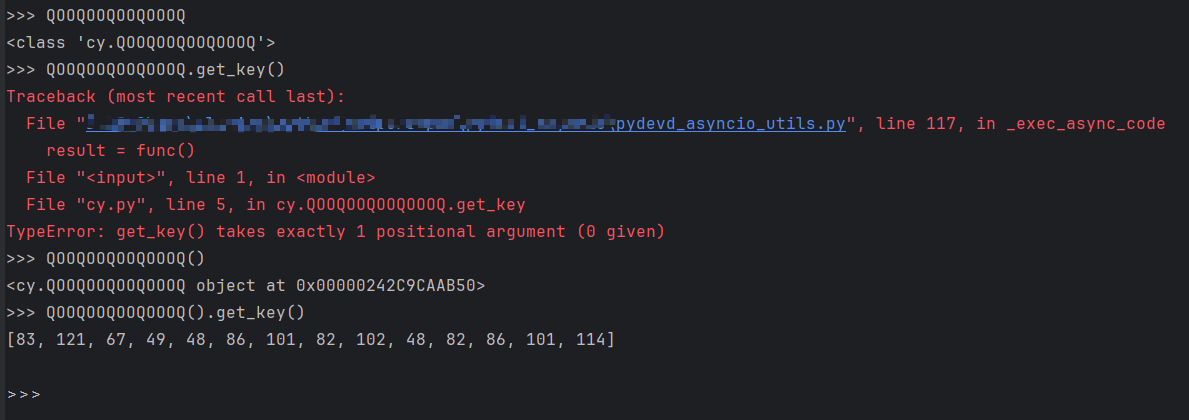 >>> QOOQOOQOOQOOOQ
<class 'cy.QOOQOOQOOQOOOQ'>
>>> QOOQOOQOOQOOOQ.get_key()
Traceback (most recent call last):
File "\pydevd_asyncio_utils.py", line 117, in _exec_async_code
result = func()
File "<input>", line 1, in <module>
File "cy.py", line 5, in cy.QOOQOOQOOQOOOQ.get_key
TypeError: get_key() takes exactly 1 positional argument (0 given)
>>> QOOQOOQOOQOOOQ()
<cy.QOOQOOQOOQOOOQ object at 0x00000242C9CAAB50>
>>> QOOQOOQOOQOOOQ().get_key()
[83, 121, 67, 49, 48, 86, 101, 82, 102, 48, 82, 86, 101, 114]
>>>